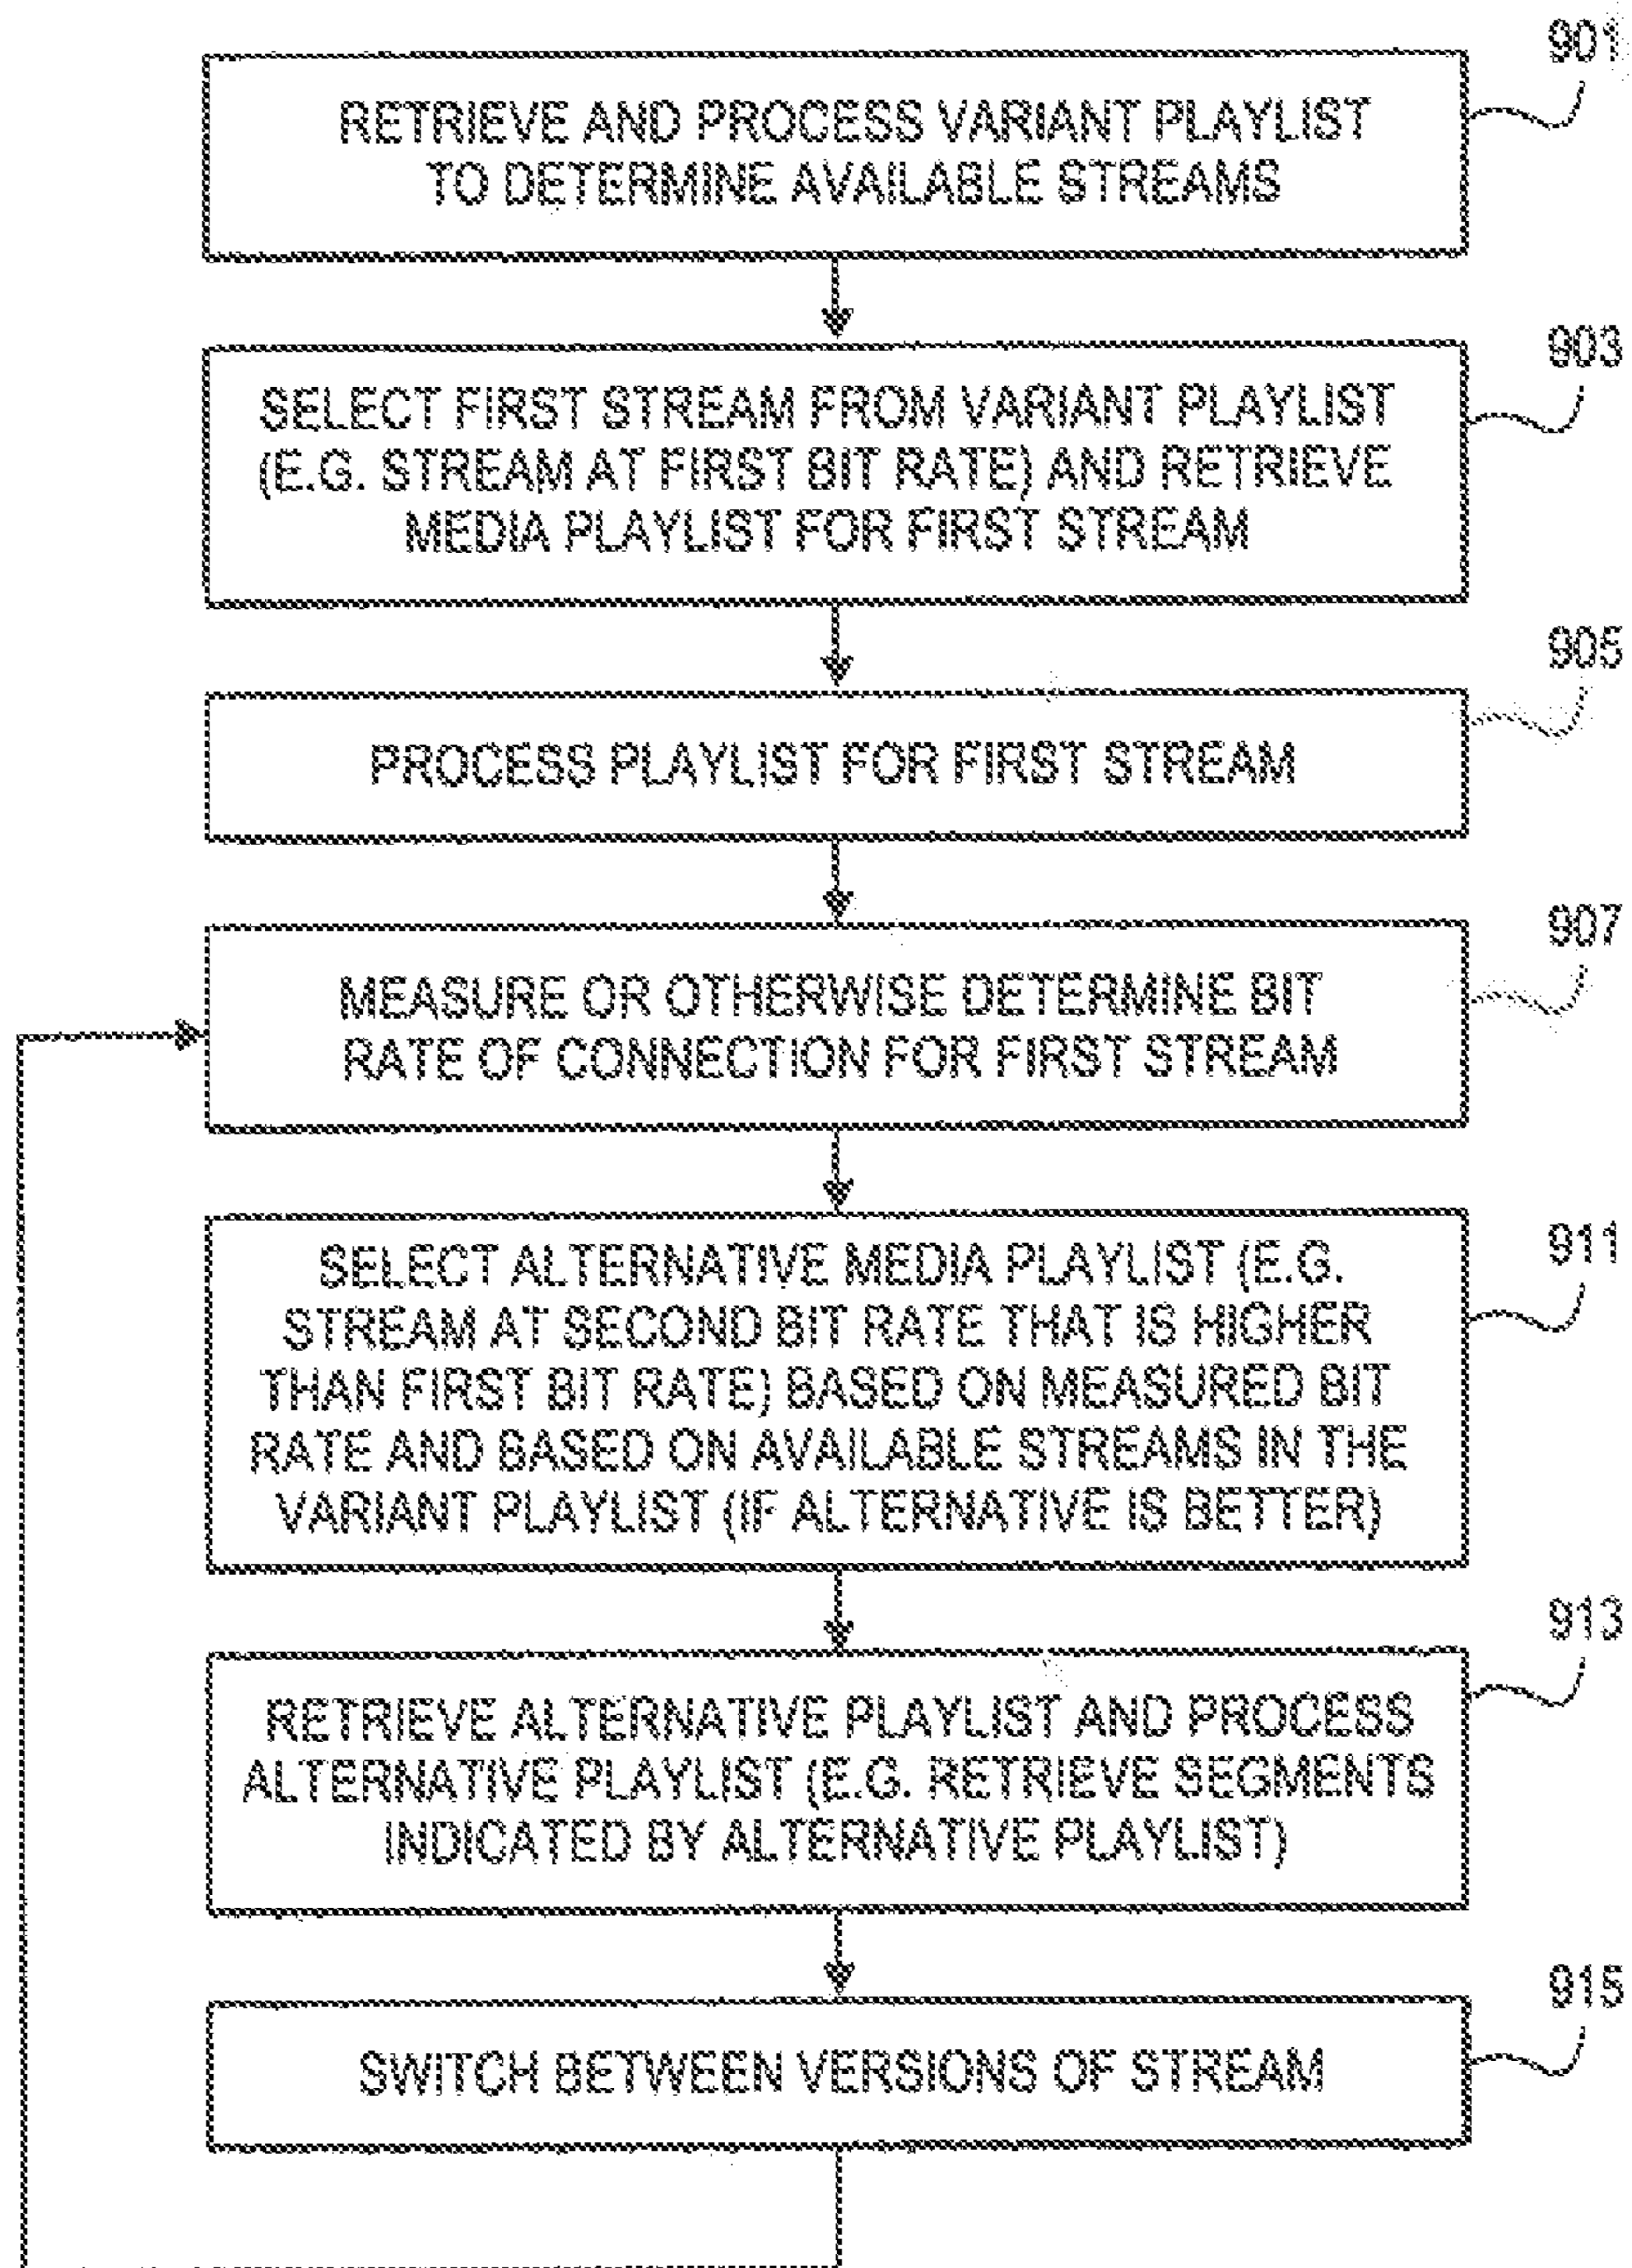 901
RETRIEVE AND PROCESS VARIANT PLAYLIST
TO DETERMINE AVAILABLE STREAMS
903
SELECT FIRST STREAM FROM VARIANT PLAYLIST
(E.G. STREAM AT FIRST BIT RATE) AND RETRIEVE
MEDIA PLAYLIST FOR FIRST STREAM
905
PROCESS PLAYLIST FOR FIRST STREAM
907
MEASURE OR OTHERWISE DETERMINE BIT
RATE OF CONNECTION FOR FIRST STREAM
911
SELECT ALTERNATIVE MEDIA PLAYLIST (E.G.
STREAM AT SECOND BIT RATE THAT IS HIGHER
THAN FIRST BIT RATE) BASED ON MEASURED BIT
RATE AND BASED ON AVAILABLE STREAMS IN THE
VARIANT PLAYLIST (IF ALTERNATIVE IS BETTER)
913
RETRIEVE ALTERNATIVE PLAYLIST AND PROCESS
ALTERNATIVE PLAYLIST (E.G. RETRIEVE SEGMENTS
INDICATED BY ALTERNATIVE PLAYLIST)
915
SWITCH BETWEEN VERSIONS OF STREAM